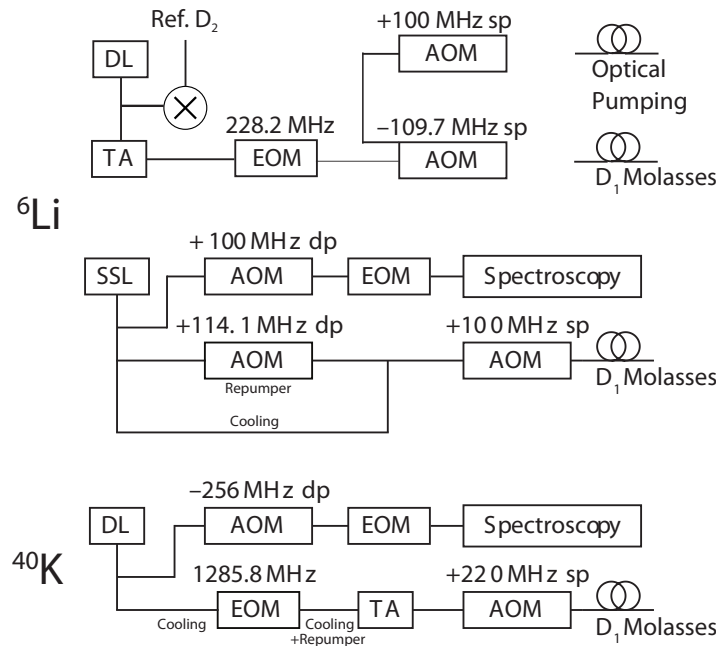 Ref. D2
+100 MHz sp
DL
AOM
Optical
Pumping
228.2 MHz
–109.7 MHz sp
TA
EOM
AOM
D1 Molasses
6Li
+ 100 MHz dp
SSL
AOM
EOM
Spectroscopy
+114. 1 MHz dp
+10 0 MHz sp
AOM
AOM
Repumper
D1 Molasses
Cooling
–256 MHz dp
DL
AOM
EOM
Spectroscopy
40K
1285.8 MHz
+22 0 MHz sp
EOM
TA
AOM
Cooling
Cooling
+Repumper
D1 Molasses